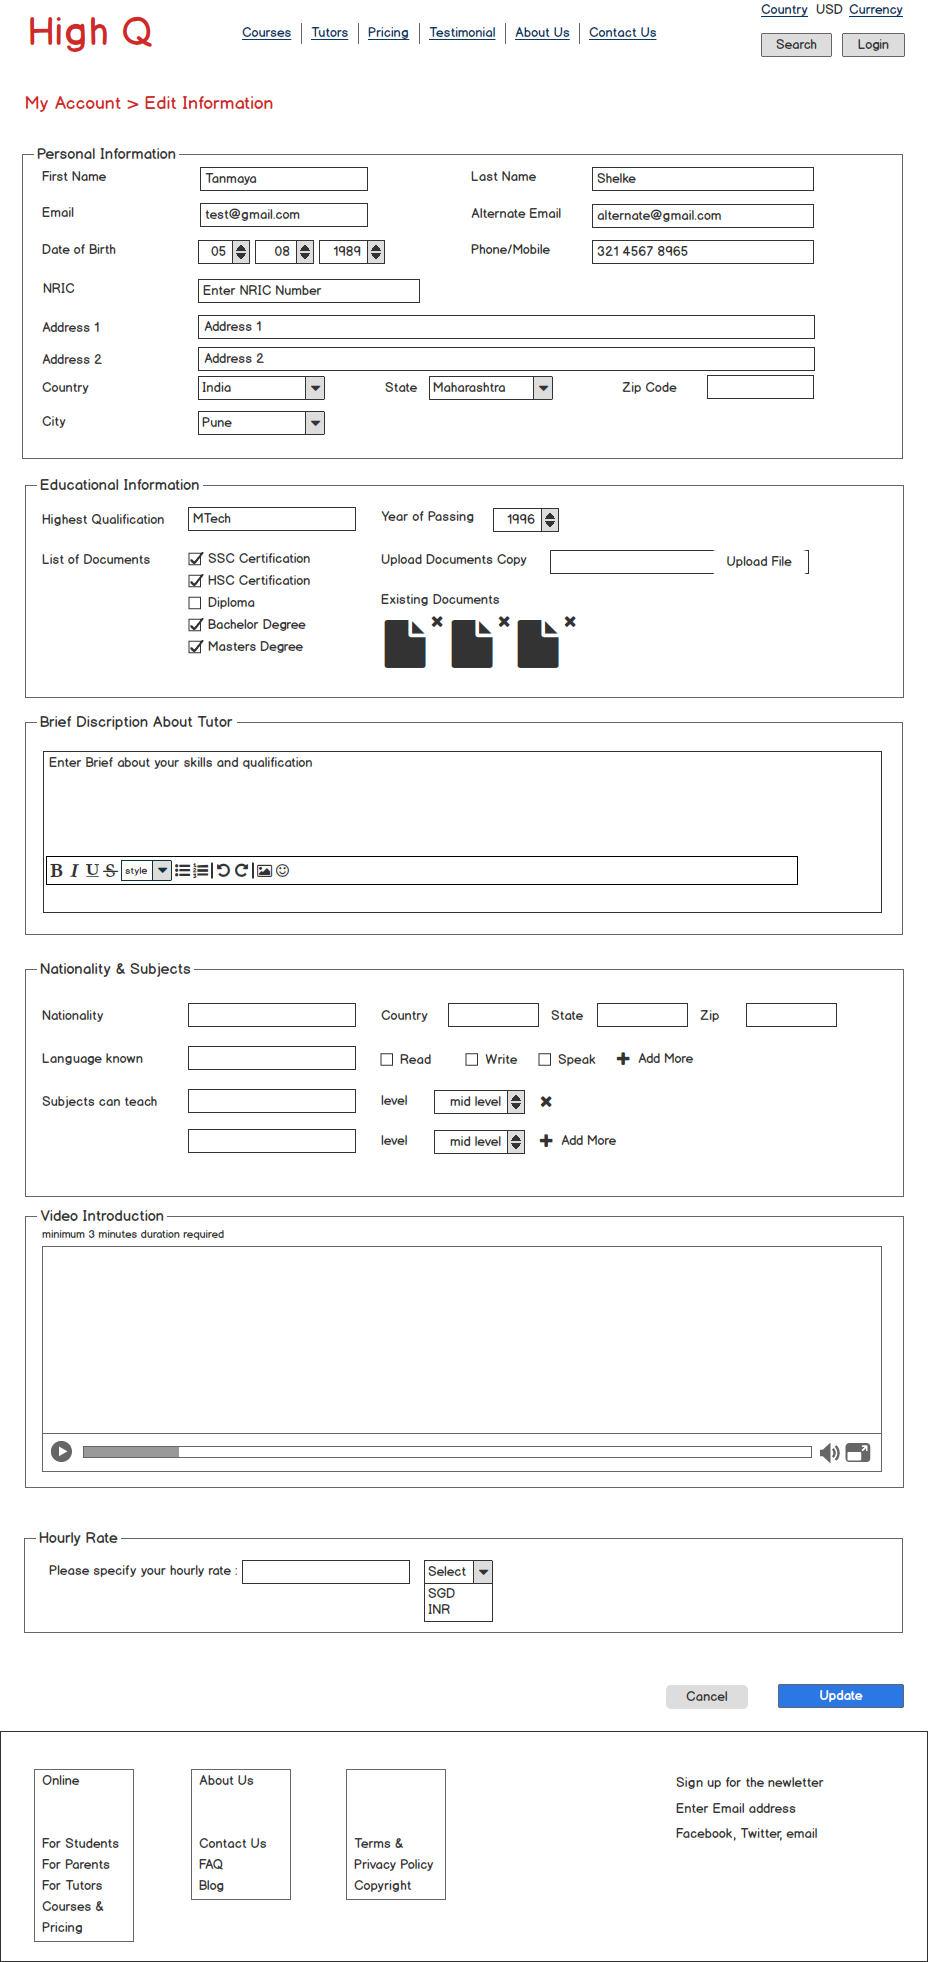 Country USD Currency
High Q
Courses Tutors Pricing Testimonial About Us Contact Us
Search Login
My Account > Edit Information
Personal Information
First Name Tanmaya Last Name Shelke
Email test@gmail.com Alternate Email alternate@gmail.com
Date of Birth 05 08 1989 Phone/Mobile 321 4567 8965
NRIC Enter NRIC Number
Address 1 Address 1
Address 2 Address 2
Country India State Maharashtra Zip Code
City Pune
Educational Information
Highest Qualification MTech Year of Passing 1996
List of Documents SSC Certification Upload Documents Copy Upload File
HSC Certification
Diploma Existing Documents
Bachelor Degree
Masters Degree
Brief Discription About Tutor
Enter Brief about your skills and qualification
B I U S style
Nationality & Subjects
Nationality Country State Zip
Language known Read Write Speak Add More
Subjects can teach level mid level
level mid level Add More
Video Introduction
minimum 3 minutes duration required
Hourly Rate
Please specify your hourly rate : Select
SGD
INR
Cancel Update
Online
For Students
For Parents
For Tutors
Courses &
Pricing
About Us
Contact Us
FAQ
Blog
Terms &
Privacy Policy
Copyright
Sign up for the newletter
Enter Email address
Facebook, Twitter, email